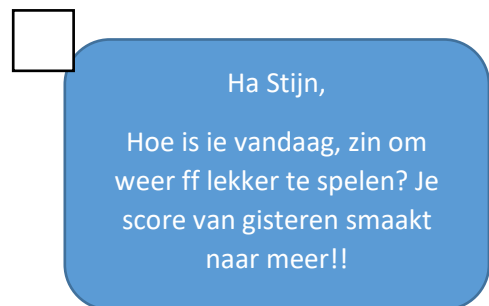 Ha Stijn,
Hoe is ie vandaag, zin om
weer ff lekker te spelen? Je
score van gisteren smaakt
naar meer!!